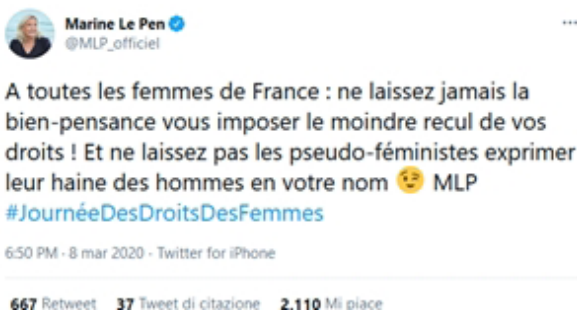 Marine Le Pen
@MLP_officiel
A toutes les femmes de France : ne laissez jamais la
bien-pensance vous imposer le moindre recul de vos
droits ! Et ne laissez pas les pseudo-féministes exprimer
leur haine des hommes en votre nom 😉 MLP
#JournéeDesDroitsDesFemmes
6:50 PM · 8 mar 2020 · Twitter for iPhone
667 Retweet 37 Tweet di citazione 2.110 Mi piace